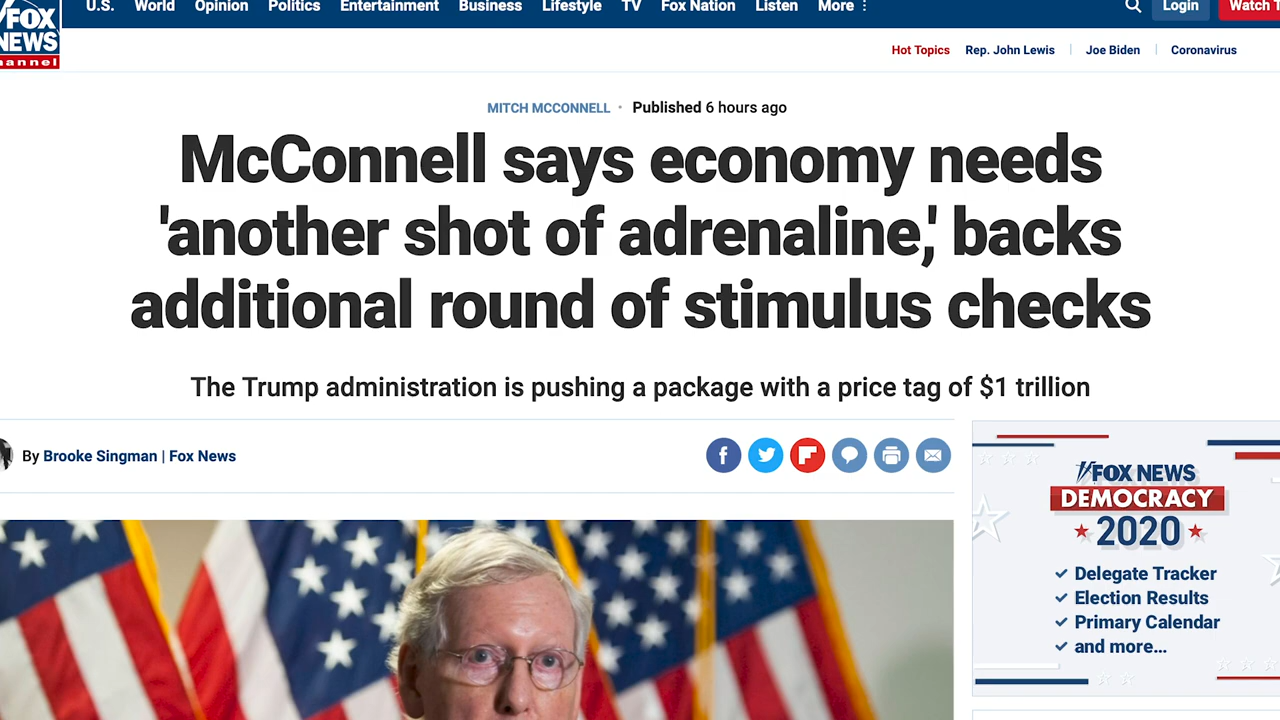 FOX
NEWS
channel
U.S. World Opinion Politics Entertainment Business Lifestyle TV Fox Nation Listen More
Login
Watch T
Hot Topics Rep. John Lewis Joe Biden Coronavirus
MITCH MCCONNELL · Published 6 hours ago
McConnell says economy needs
'another shot of adrenaline,' backs
additional round of stimulus checks
The Trump administration is pushing a package with a price tag of $1 trillion
By Brooke Singman | Fox News
FOX NEWS
DEMOCRACY
2020
Delegate Tracker
Election Results
Primary Calendar
and more...